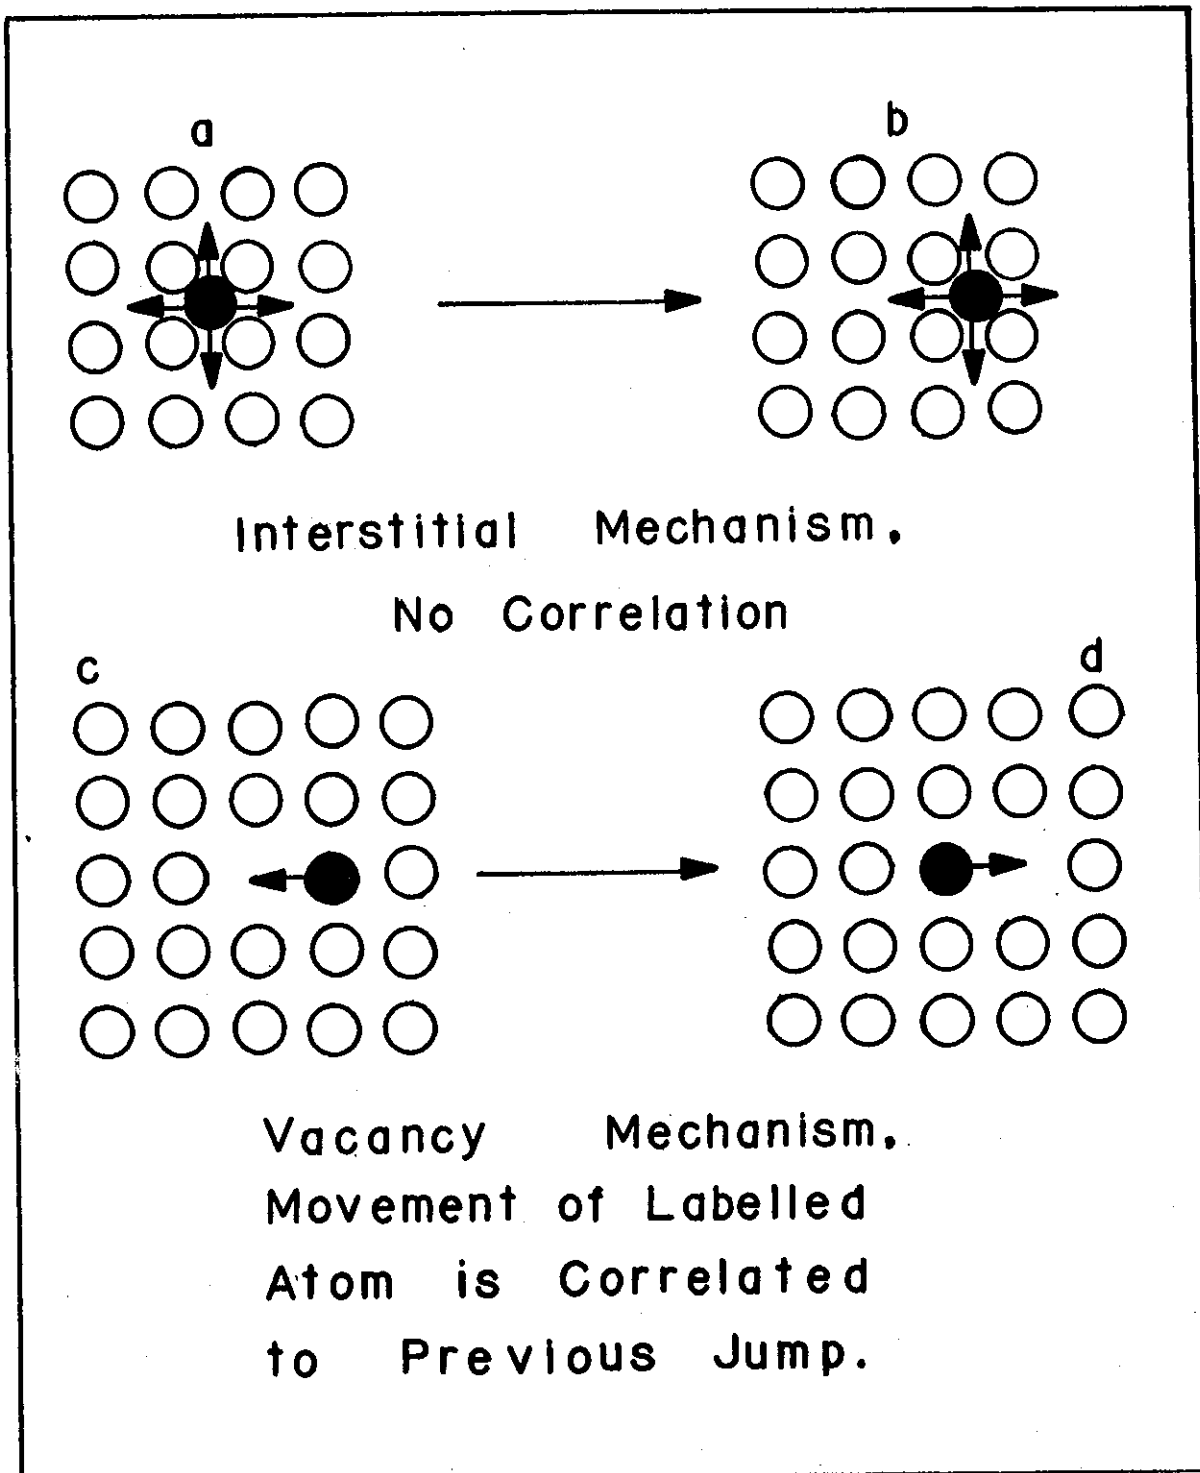 a
b
Interstitial Mechanism.
No Correlation
c
d
Vacancy Mechanism.
Movement of Labelled
Atom is Correlated
to Previous Jump.